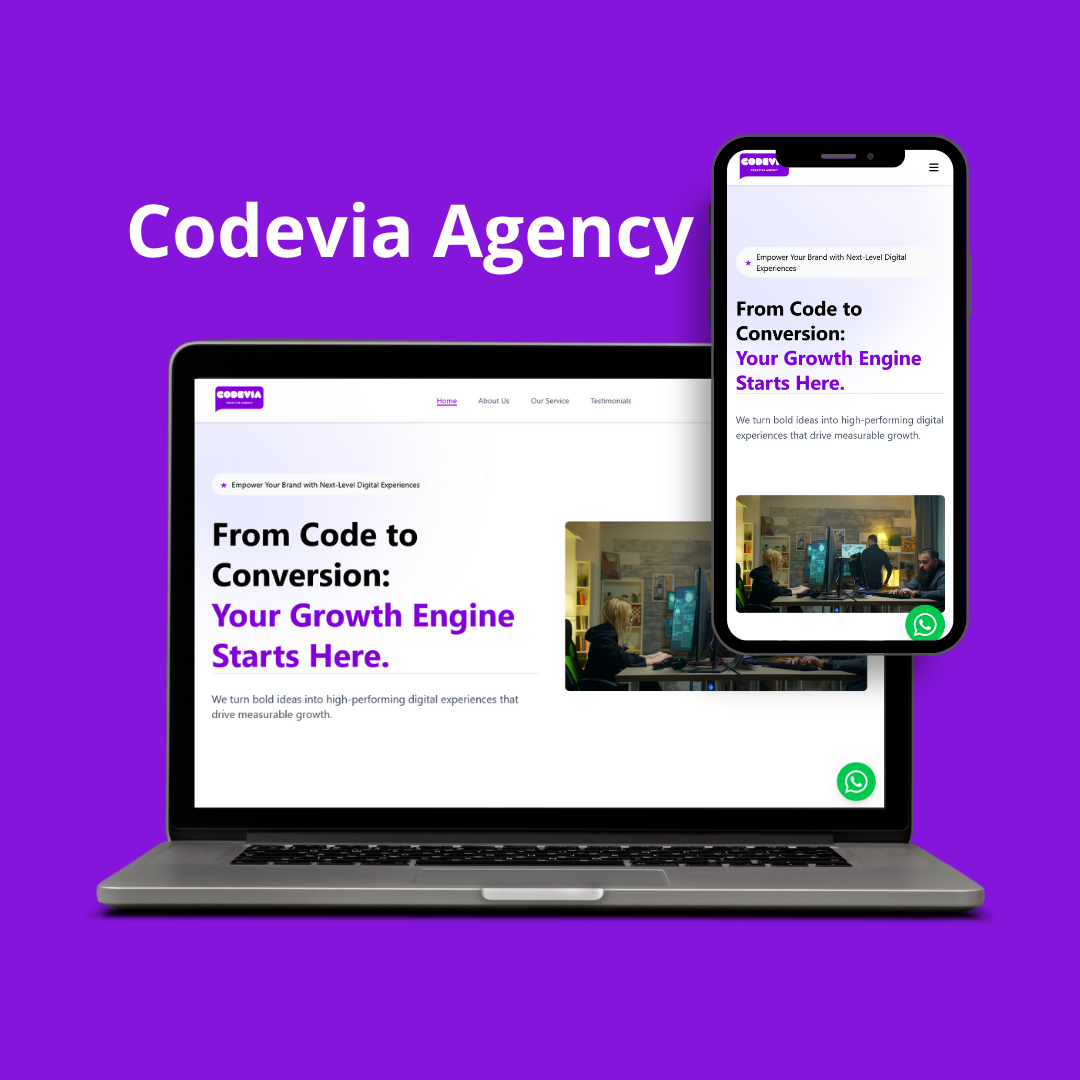 Codevia Agency
CODEVIA
CREATIVE AGENCY
Home About Us Our Service Testimonials
Empower Your Brand with Next-Level Digital Experiences
From Code to
Conversion:
Your Growth Engine
Starts Here.
We turn bold ideas into high-performing digital experiences that
drive measurable growth.
CODEVI
CREATIVE AGENCY
Empower Your Brand with Next-Level Digital
Experiences
From Code to
Conversion:
Your Growth Engine
Starts Here.
We turn bold ideas into high-performing digital
experiences that drive measurable growth.